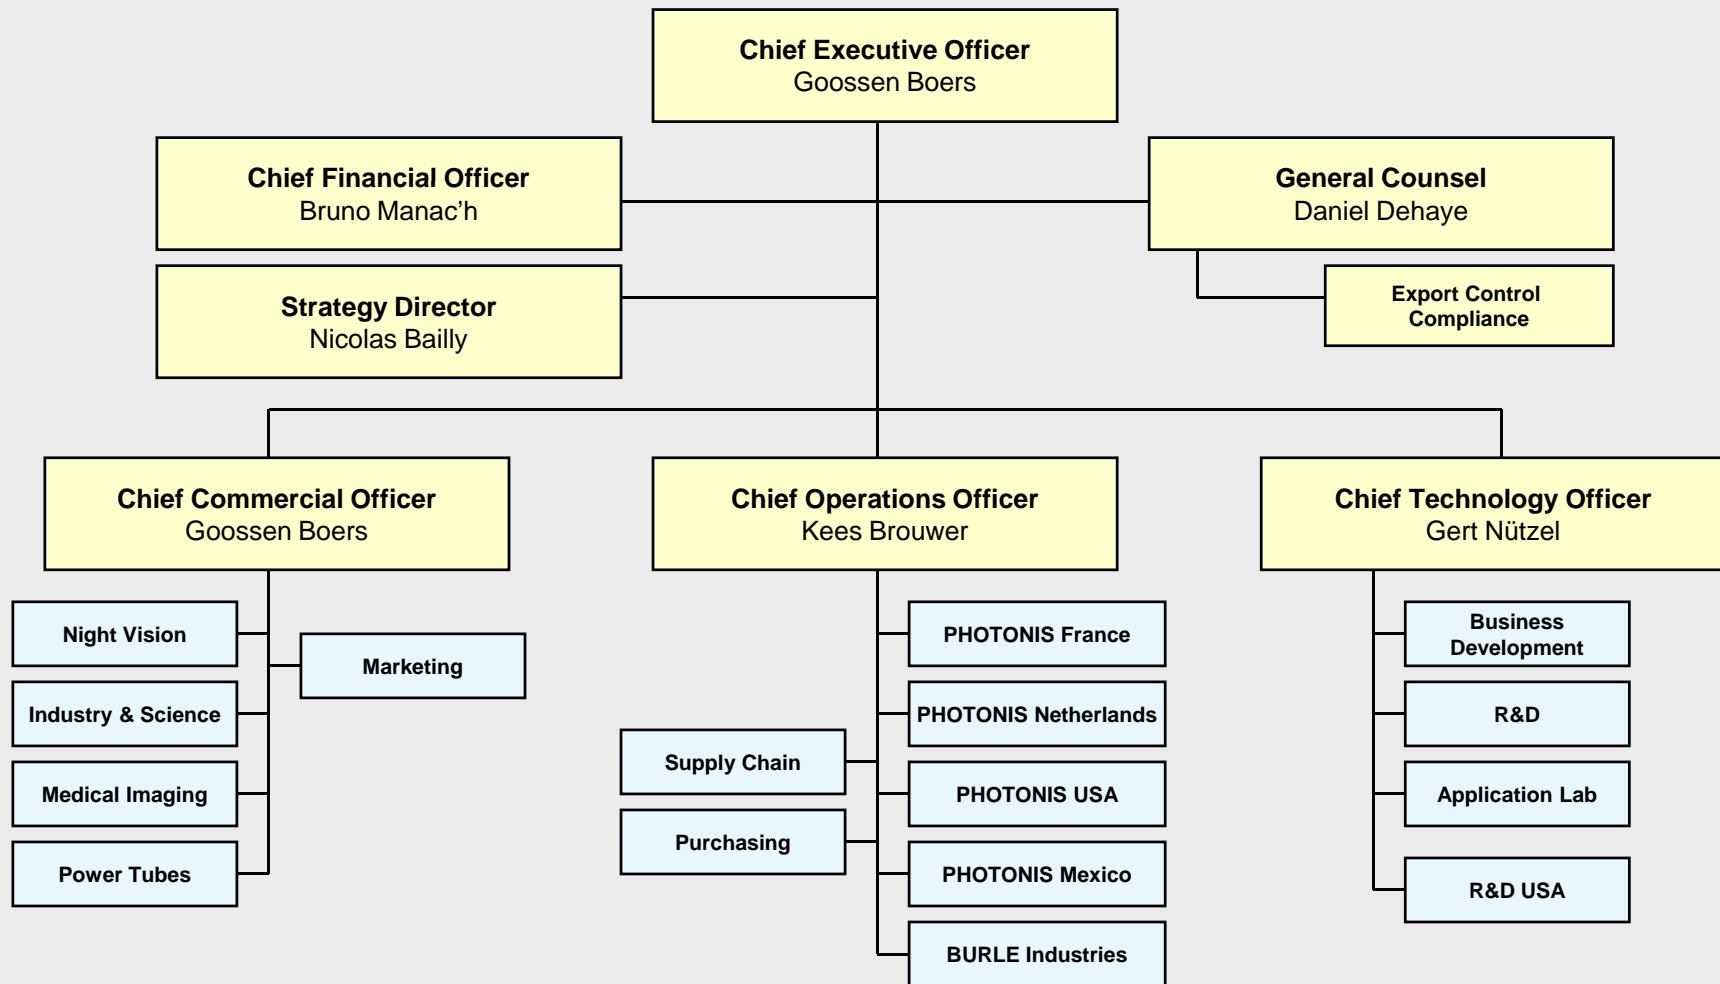 Chief Executive Officer
Goossen Boers
Chief Financial Officer
Bruno Manac’h
General Counsel
Daniel Dehaye
Strategy Director
Nicolas Bailly
Export Control
Compliance
Chief Commercial Officer
Goossen Boers
Chief Operations Officer
Kees Brouwer
Chief Technology Officer
Gert Nützel
Night Vision
Marketing
Industry & Science
Medical Imaging
Power Tubes
PHOTONIS France
PHOTONIS Netherlands
Supply Chain
PHOTONIS USA
Purchasing
PHOTONIS Mexico
BURLE Industries
Business
Development
R&D
Application Lab
R&D USA